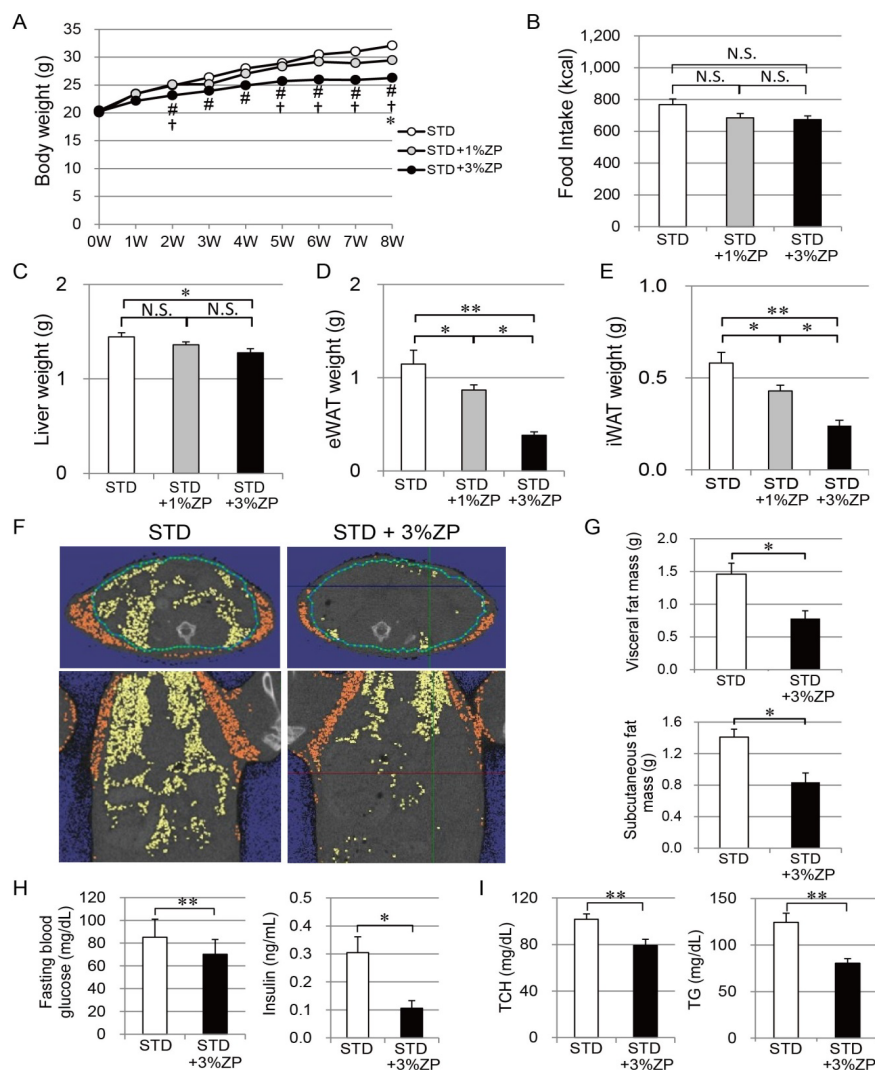 A
Body weight (g)
35
30
25
20
15
10
5
0
0W 1W 2W 3W 4W 5W 6W 7W 8W
# # # # # # #
† † † † †
*
STD
STD+1%ZP
STD+3%ZP
B
Food Intake (kcal)
1,200
1,000
800
600
400
200
0
N.S.
N.S. N.S.
STD STD STD
+1%ZP +3%ZP
C
Liver weight (g)
2
1
0
*
N.S. N.S.
STD STD STD
+1%ZP +3%ZP
D
eWAT weight (g)
2
1
0
**
* *
STD STD STD
+1%ZP +3%ZP
E
iWAT weight (g)
1.0
0.5
0.0
**
* *
STD STD STD
+1%ZP +3%ZP
F
STD STD + 3%ZP
G
Visceral fat mass (g)
2.0
1.5
1.0
0.5
0.0
*
STD STD
+3%ZP
Subcutaneous fat
mass (g)
1.6
1.2
0.8
0.4
0.0
*
STD STD
+3%ZP
H
Fasting blood
glucose (mg/dL)
120
100
80
60
40
20
0
**
STD STD
+3%ZP
Insulin (ng/mL)
0.5
0.4
0.3
0.2
0.1
0.0
*
STD STD
+3%ZP
I
TCH (mg/dL)
120
90
60
30
0
**
STD STD
+3%ZP
TG (mg/dL)
150
100
50
0
**
STD STD
+3%ZP